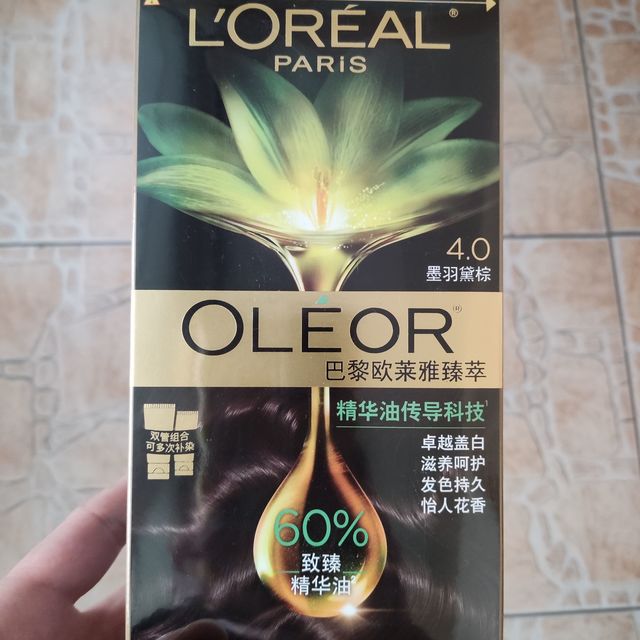 L'ORÉAL®
PARiS
4.0
墨羽黛棕
OLÉOR®
巴黎欧莱雅臻萃
精华油传导科技¹
双管组合
可多次补染
卓越盖白
滋养呵护
发色持久
怡人花香
60%
致臻
精华油²